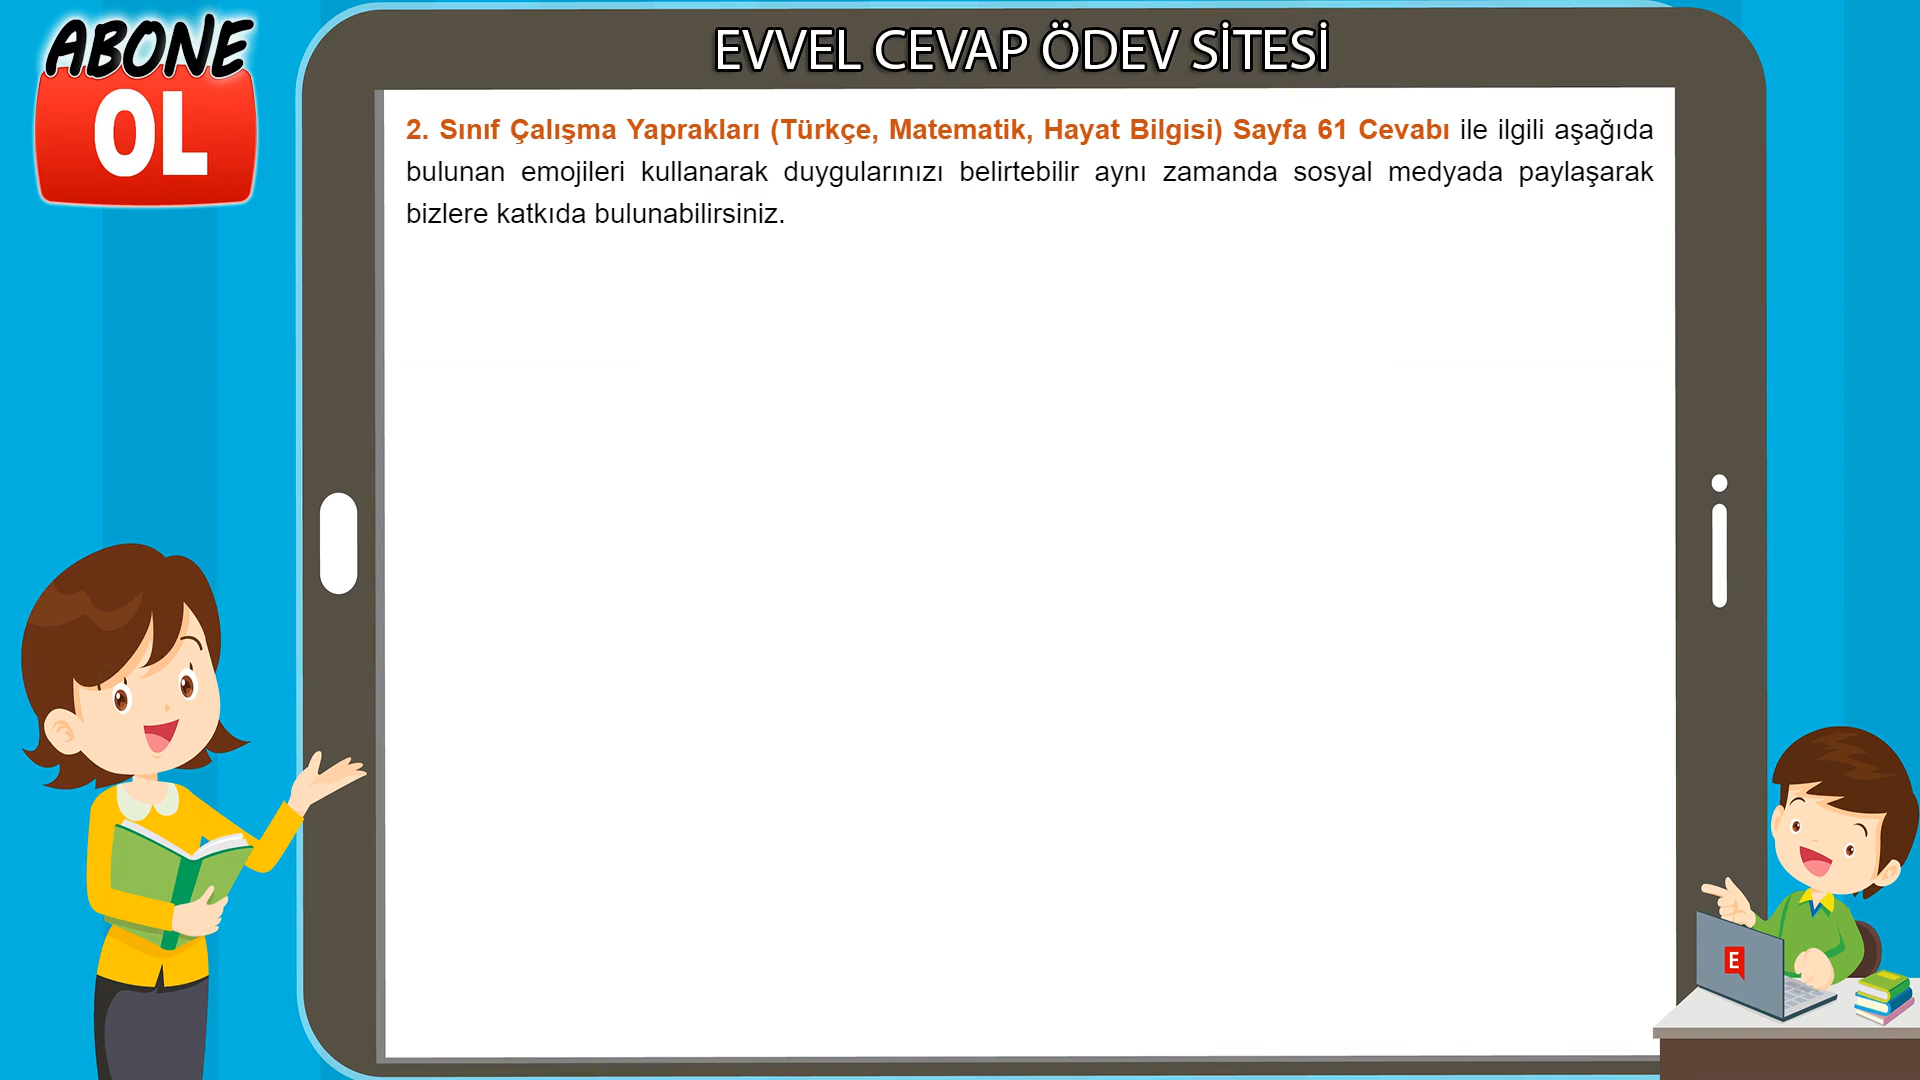 ABONE
OL
EVVEL CEVAP ÖDEV SİTESİ
2. Sınıf Çalışma Yaprakları (Türkçe, Matematik, Hayat Bilgisi) Sayfa 61 Cevabı ile ilgili aşağıda
bulunan emojileri kullanarak duygularınızı belirtebilir aynı zamanda sosyal medyada paylaşarak
bizlere katkıda bulunabilirsiniz.
E